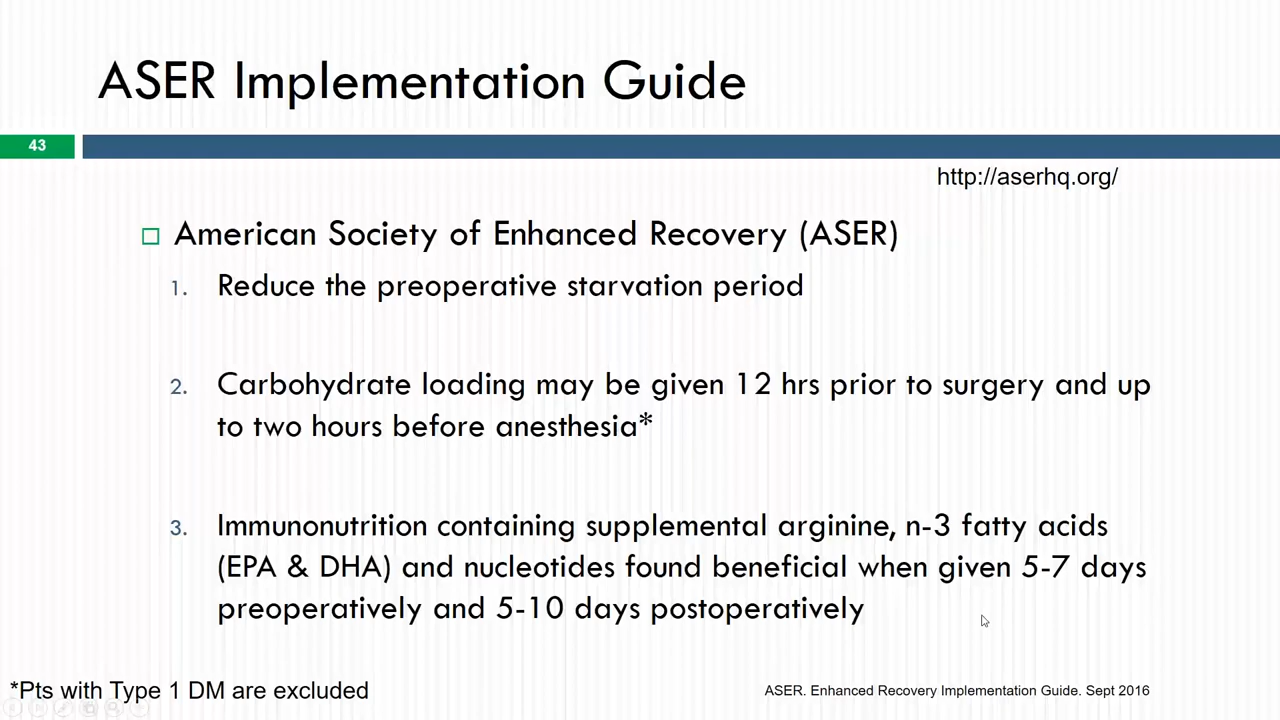 ASER Implementation Guide
43
http://aserhq.org/
American Society of Enhanced Recovery (ASER)
1. Reduce the preoperative starvation period
2. Carbohydrate loading may be given 12 hrs prior to surgery and up
to two hours before anesthesia*
3. Immunonutrition containing supplemental arginine, n-3 fatty acids
(EPA & DHA) and nucleotides found beneficial when given 5-7 days
preoperatively and 5-10 days postoperatively
*Pts with Type 1 DM are excluded
ASER. Enhanced Recovery Implementation Guide. Sept 2016